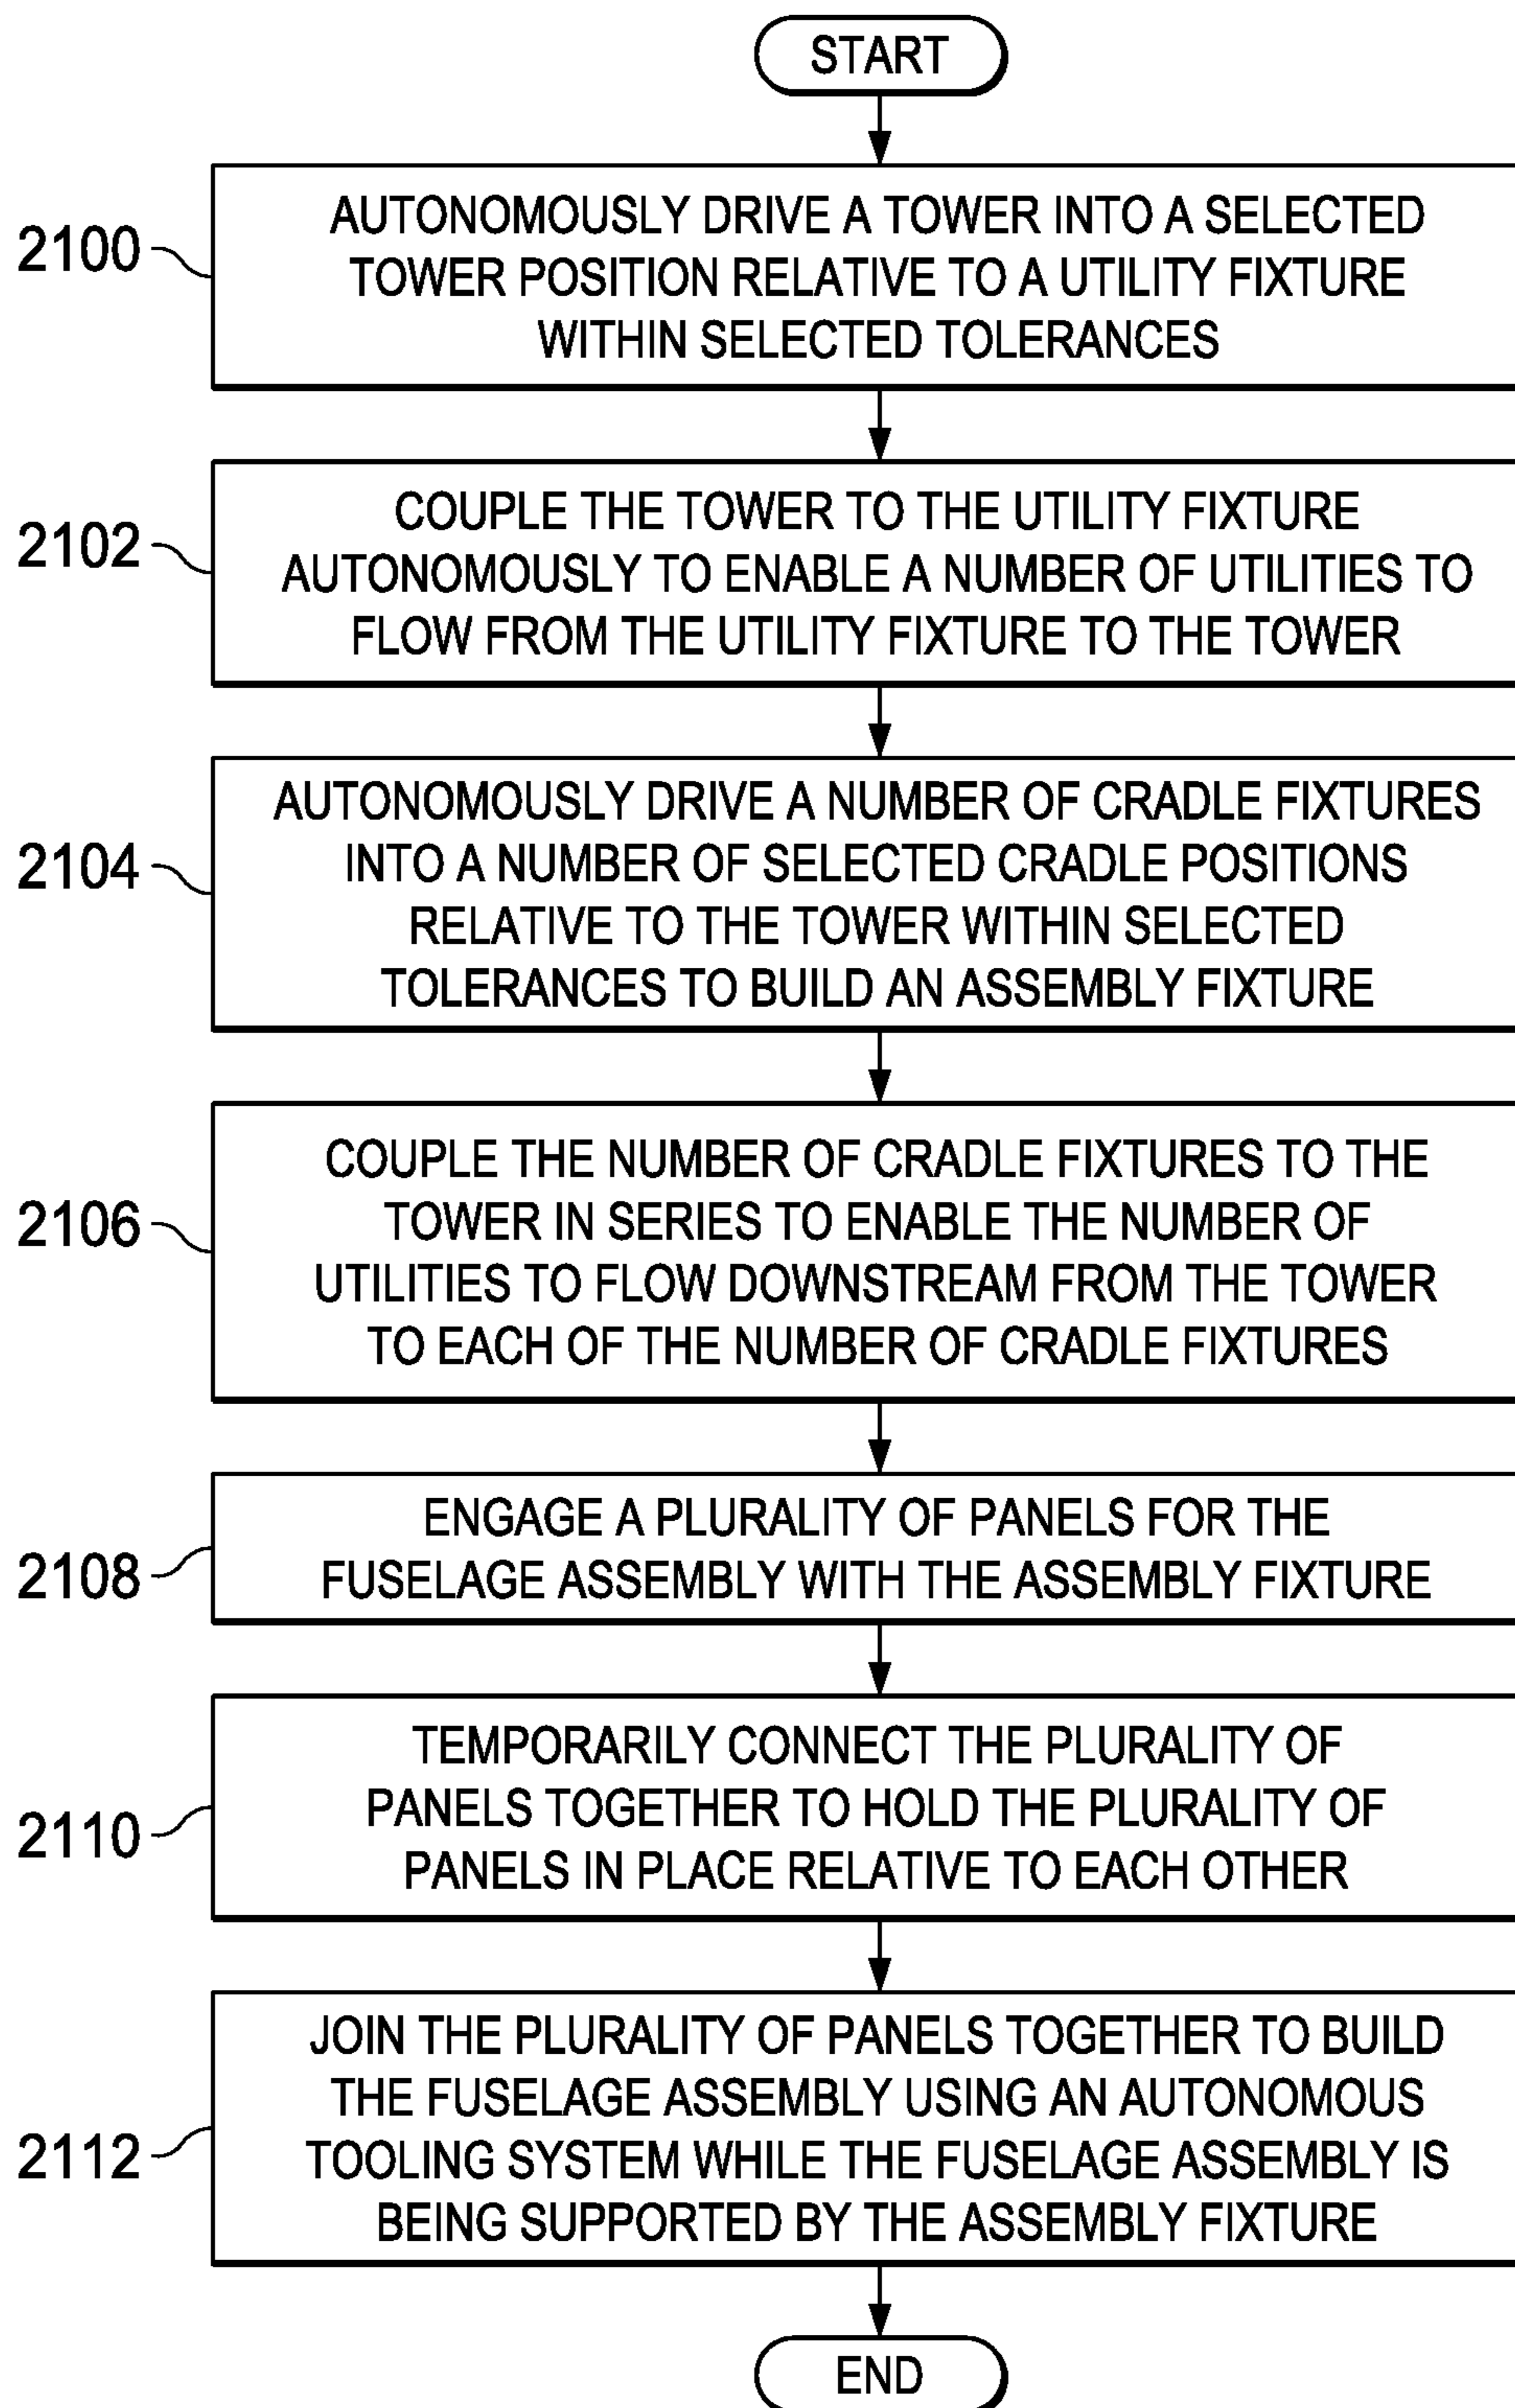 START
2100
AUTONOMOUSLY DRIVE A TOWER INTO A SELECTED
TOWER POSITION RELATIVE TO A UTILITY FIXTURE
WITHIN SELECTED TOLERANCES
2102
COUPLE THE TOWER TO THE UTILITY FIXTURE
AUTONOMOUSLY TO ENABLE A NUMBER OF UTILITIES TO
FLOW FROM THE UTILITY FIXTURE TO THE TOWER
2104
AUTONOMOUSLY DRIVE A NUMBER OF CRADLE FIXTURES
INTO A NUMBER OF SELECTED CRADLE POSITIONS
RELATIVE TO THE TOWER WITHIN SELECTED
TOLERANCES TO BUILD AN ASSEMBLY FIXTURE
2106
COUPLE THE NUMBER OF CRADLE FIXTURES TO THE
TOWER IN SERIES TO ENABLE THE NUMBER OF
UTILITIES TO FLOW DOWNSTREAM FROM THE TOWER
TO EACH OF THE NUMBER OF CRADLE FIXTURES
2108
ENGAGE A PLURALITY OF PANELS FOR THE
FUSELAGE ASSEMBLY WITH THE ASSEMBLY FIXTURE
2110
TEMPORARILY CONNECT THE PLURALITY OF
PANELS TOGETHER TO HOLD THE PLURALITY OF
PANELS IN PLACE RELATIVE TO EACH OTHER
2112
JOIN THE PLURALITY OF PANELS TOGETHER TO BUILD
THE FUSELAGE ASSEMBLY USING AN AUTONOMOUS
TOOLING SYSTEM WHILE THE FUSELAGE ASSEMBLY IS
BEING SUPPORTED BY THE ASSEMBLY FIXTURE
END